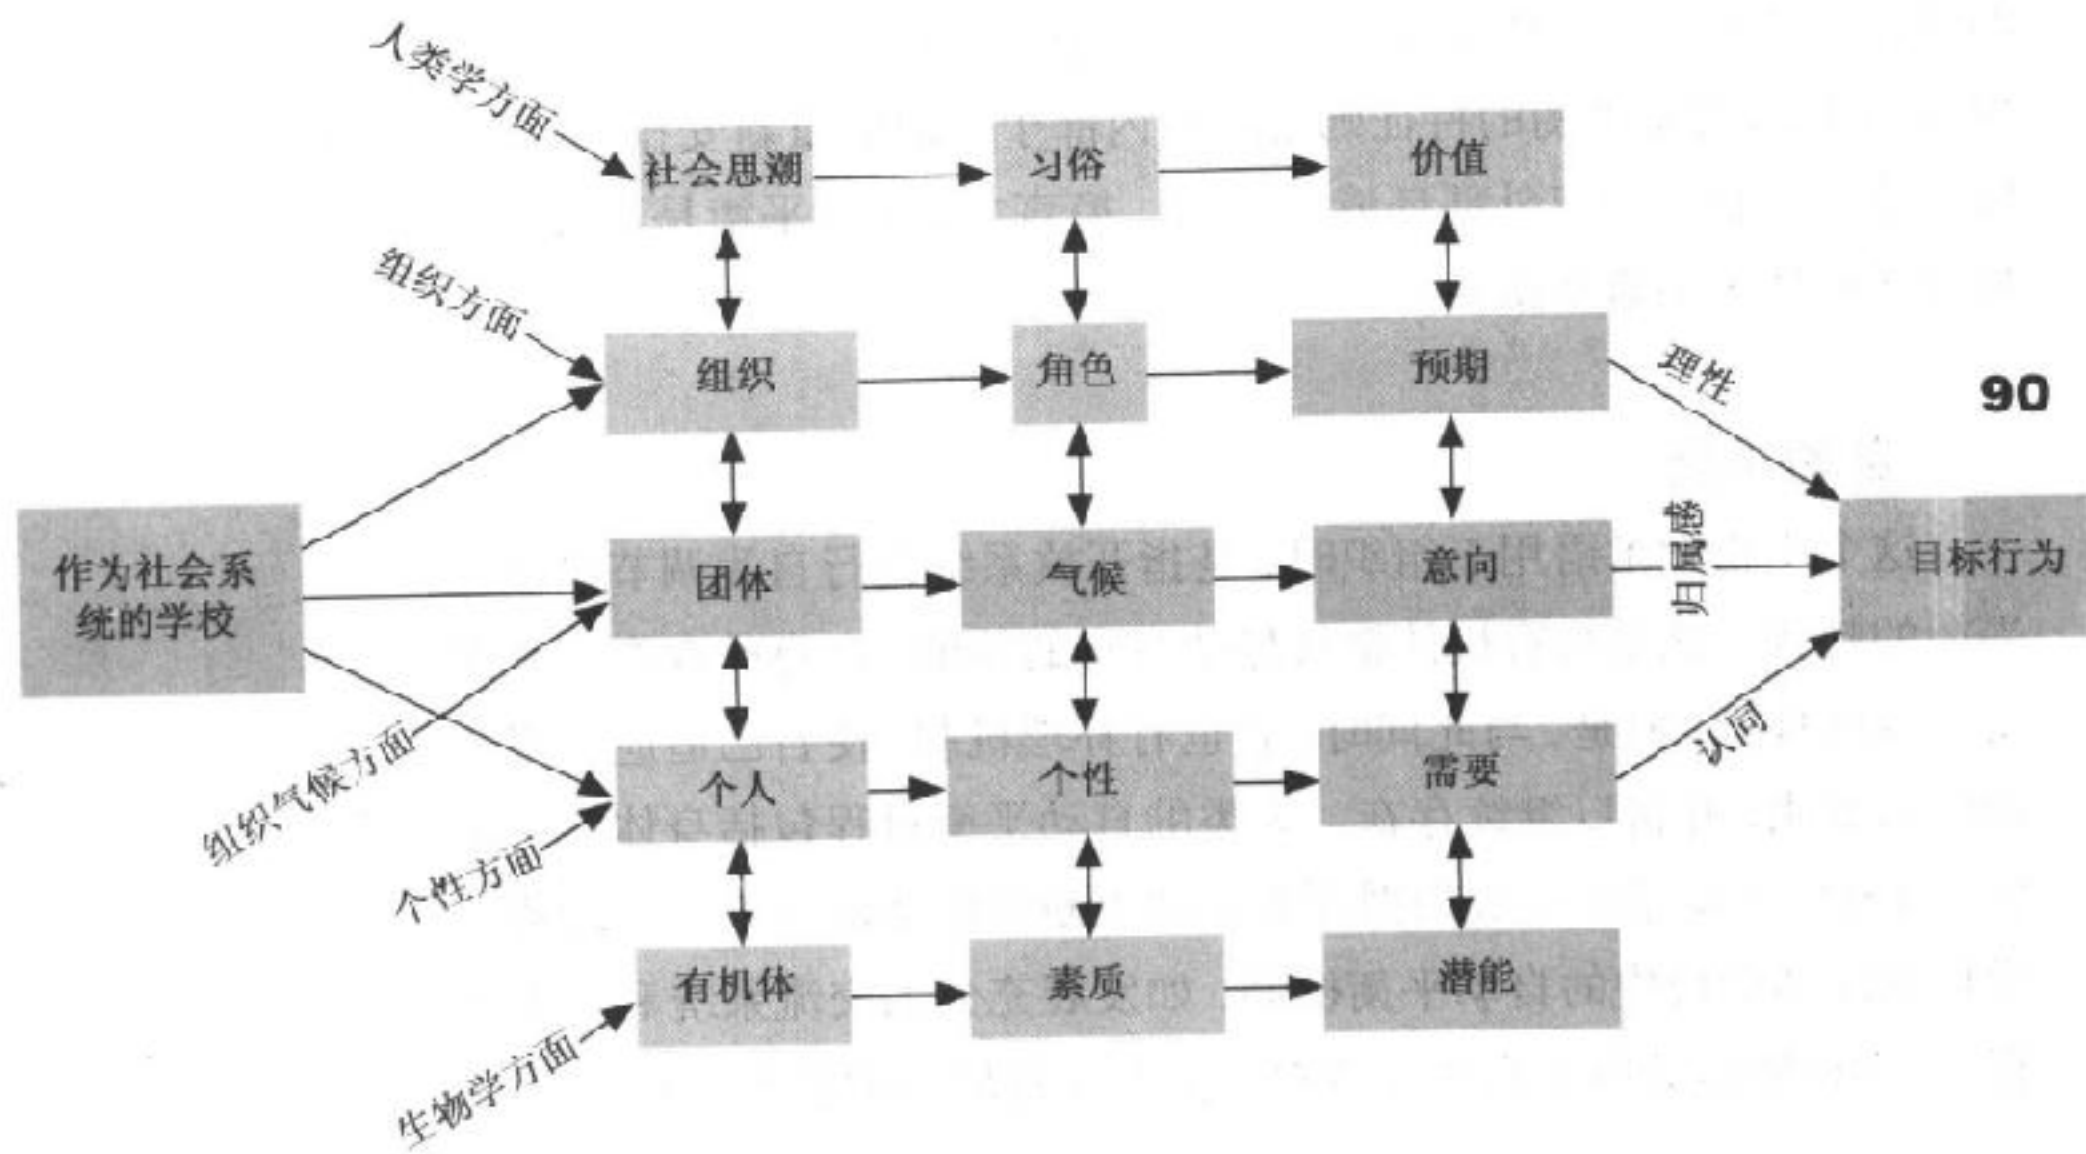 人类学方面
社会思潮
习俗
价值
组织方面
组织
角色
预期
理性
90
作为社会系
统的学校
团体
气候
意向
归属感
目标行为
组织气候方面
个人
个性
需要
认同
个性方面
有机体
素质
潜能
生物学方面